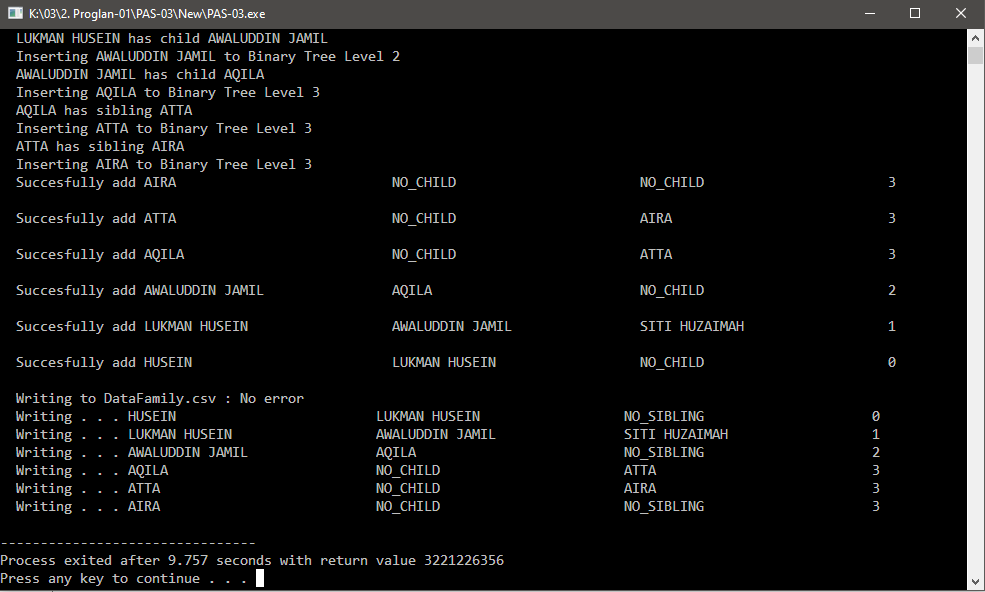 K:\03\2. Proglan-01\PAS-03\New\PAS-03.exe
LUKMAN HUSEIN has child AWALUDDIN JAMIL
Inserting AWALUDDIN JAMIL to Binary Tree Level 2
AWALUDDIN JAMIL has child AQILA
Inserting AQILA to Binary Tree Level 3
AQILA has sibling ATTA
Inserting ATTA to Binary Tree Level 3
ATTA has sibling AIRA
Inserting AIRA to Binary Tree Level 3
Succesfully add AIRA NO_CHILD NO_CHILD 3
Succesfully add ATTA NO_CHILD AIRA 3
Succesfully add AQILA NO_CHILD ATTA 3
Succesfully add AWALUDDIN JAMIL AQILA NO_CHILD 2
Succesfully add LUKMAN HUSEIN AWALUDDIN JAMIL SITI HUZAIMAH 1
Succesfully add HUSEIN LUKMAN HUSEIN NO_CHILD 0
Writing to DataFamily.csv : No error
Writing . . . HUSEIN LUKMAN HUSEIN NO_SIBLING 0
Writing . . . LUKMAN HUSEIN AWALUDDIN JAMIL SITI HUZAIMAH 1
Writing . . . AWALUDDIN JAMIL AQILA NO_SIBLING 2
Writing . . . AQILA NO_CHILD ATTA 3
Writing . . . ATTA NO_CHILD AIRA 3
Writing . . . AIRA NO_CHILD NO_SIBLING 3
--------------------------------
Process exited after 9.757 seconds with return value 3221226356
Press any key to continue . . .